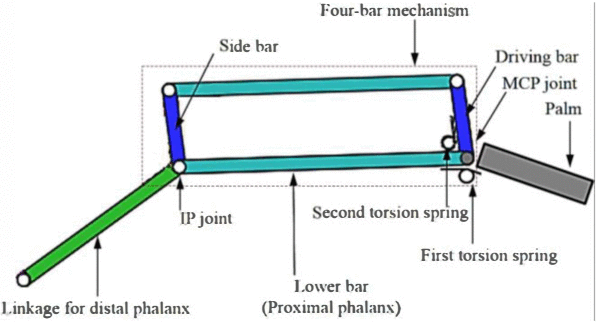 Four-bar mechanism
Side bar
Driving bar
MCP joint
Palm
IP joint
Second torsion spring
First torsion spring
Lower bar
(Proximal phalanx)
Linkage for distal phalanx